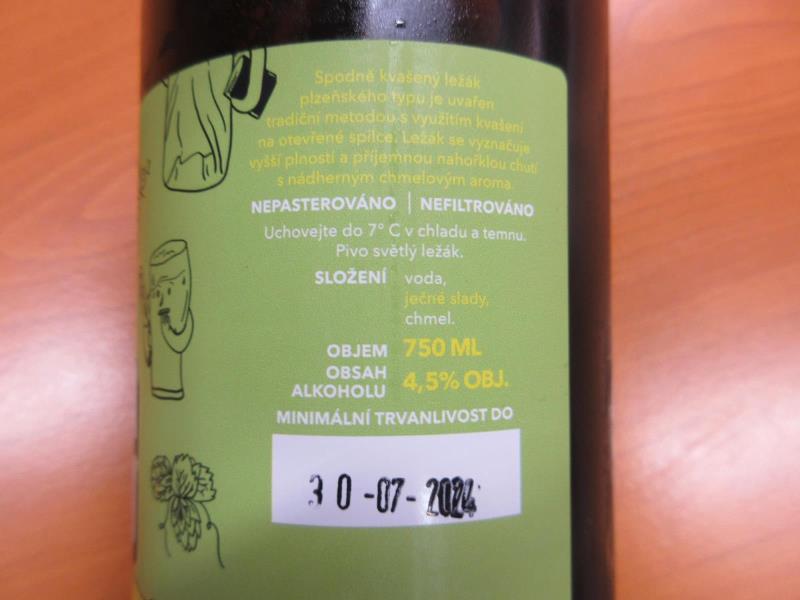 Spodně kvašený ležák
plzeňského typu je uvařen
tradiční metodou s využitím kvašení
na otevřené spilce. Ležák se vyznačuje
vyšší plností a příjemnou nahořklou chutí
s nádherným chmelovým aroma.
NEPASTEROVÁNO | NEFILTROVÁNO
Uchovejte do 7° C v chladu a temnu.
Pivo světlý ležák.
SLOŽENÍ voda,
ječné slady,
chmel.
OBJEM 750 ML
OBSAH
ALKOHOLU 4,5% OBJ.
MINIMÁLNÍ TRVANLIVOST DO
30-07-2024